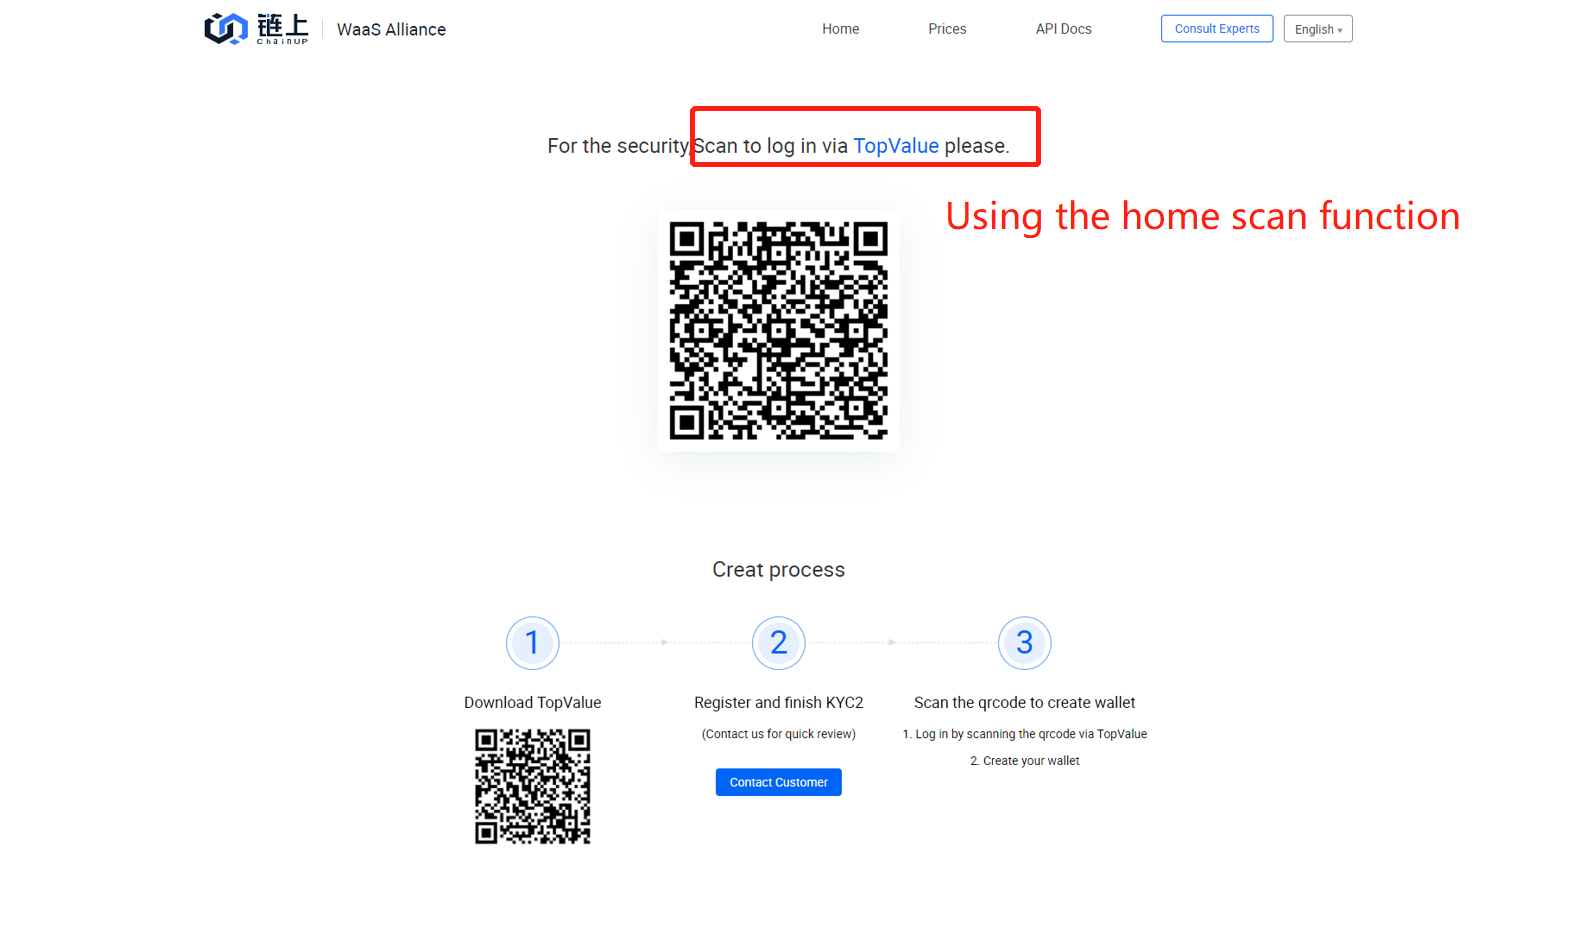 链上
ChainUP
WaaS Alliance
Home
Prices
API Docs
Consult Experts
English
For the security,Scan to log in via TopValue please.
Using the home scan function
Creat process
1
2
3
Download TopValue
Register and finish KYC2
(Contact us for quick review)
Contact Customer
Scan the qrcode to create wallet
1. Log in by scanning the qrcode via TopValue
2. Create your wallet